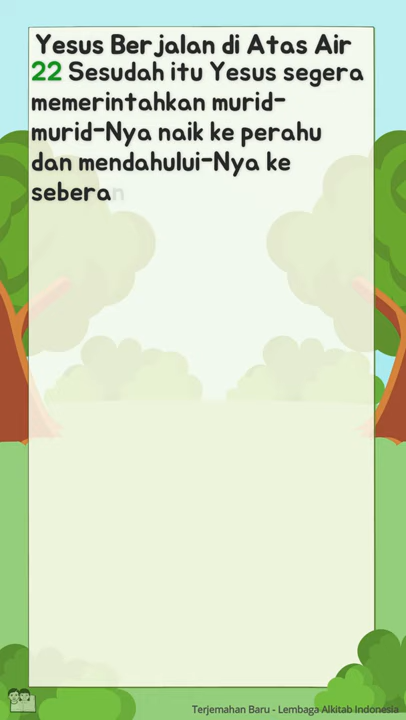 Yesus Berjalan di Atas Air
22 Sesudah itu Yesus segera
memerintahkan murid-
murid-Nya naik ke perahu
dan mendahului-Nya ke
seberan
Terjemahan Baru - Lembaga Alkitab Indonesia